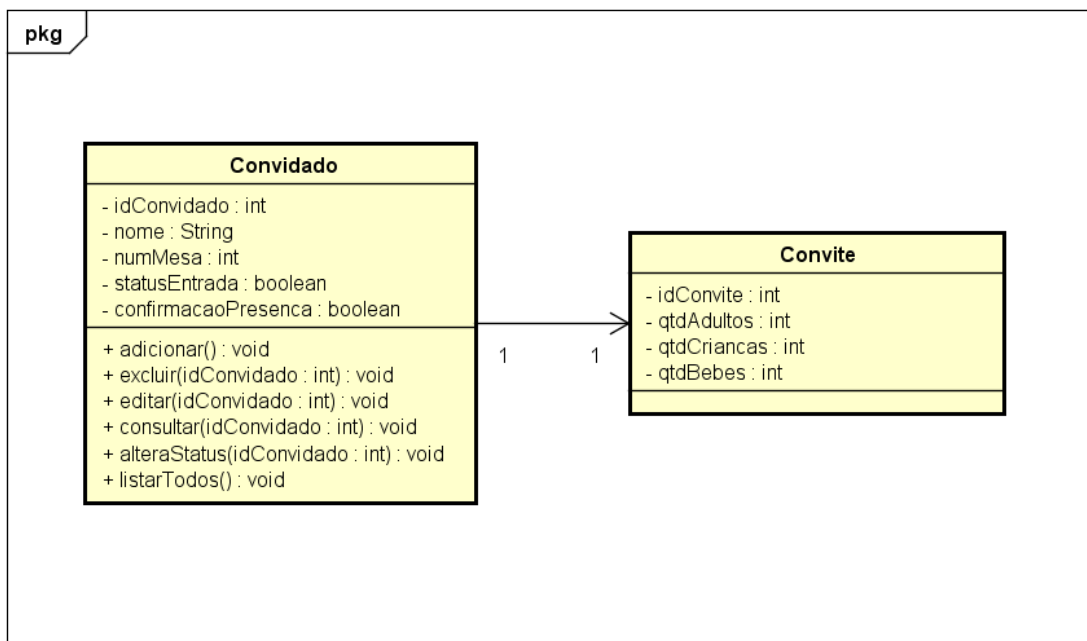 pkg
Convidado
- idConvidado : int
- nome : String
- numMesa : int
- statusEntrada : boolean
- confirmacaoPresenca : boolean
+ adicionar() : void
+ excluir(idConvidado : int) : void
+ editar(idConvidado : int) : void
+ consultar(idConvidado : int) : void
+ alteraStatus(idConvidado : int) : void
+ listarTodos() : void
1
1
Convite
- idConvite : int
- qtdAdultos : int
- qtdCriancas : int
- qtdBebes : int